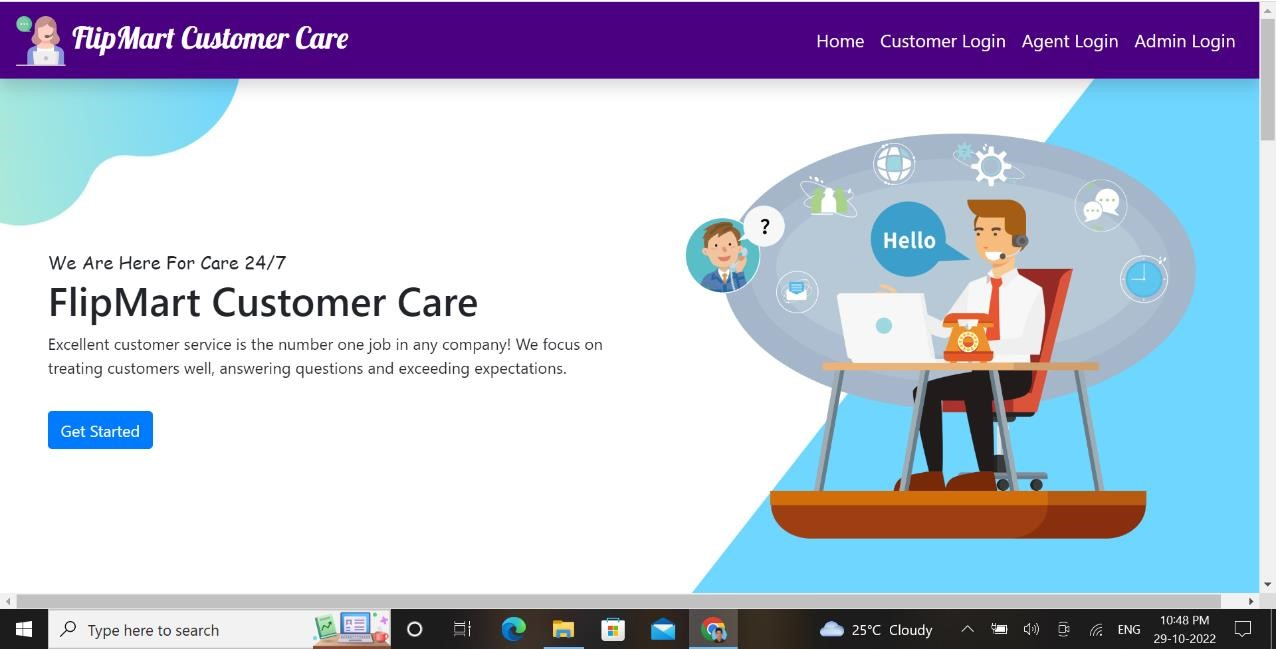 FlipMart Customer Care
Home Customer Login Agent Login Admin Login
?
Hello
We Are Here For Care 24/7
FlipMart Customer Care
Excellent customer service is the number one job in any company! We focus on
treating customers well, answering questions and exceeding expectations.
Get Started
Type here to search
25°C Cloudy
ENG
10:48 PM
29-10-2022